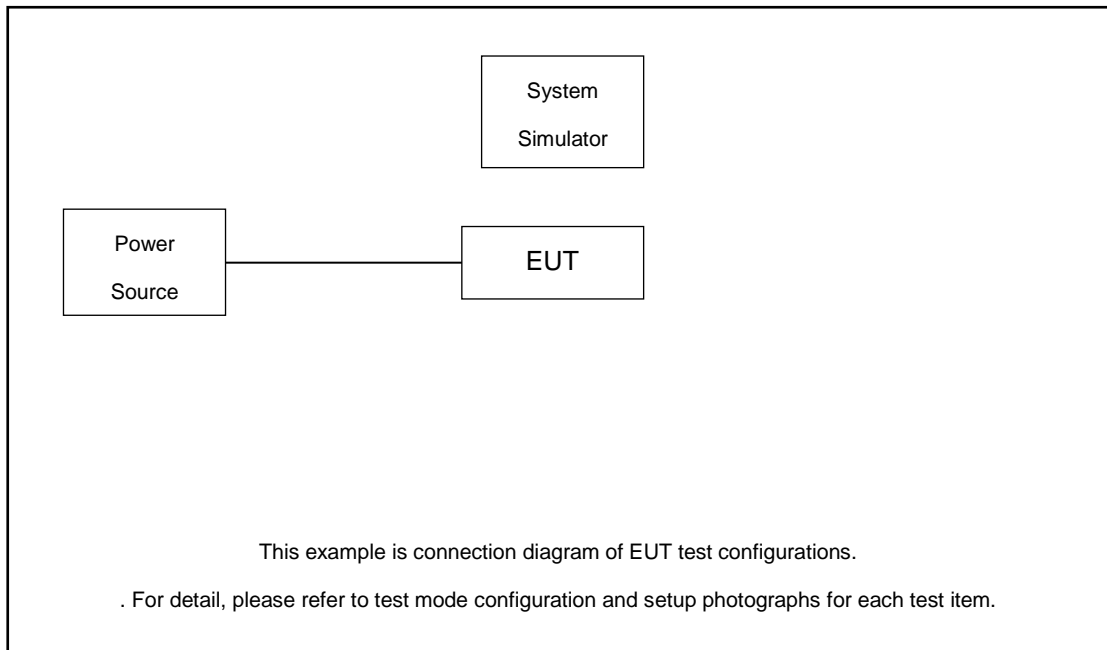 System
Simulator
Power
Source
EUT
This example is connection diagram of EUT test configurations.
. For detail, please refer to test mode configuration and setup photographs for each test item.